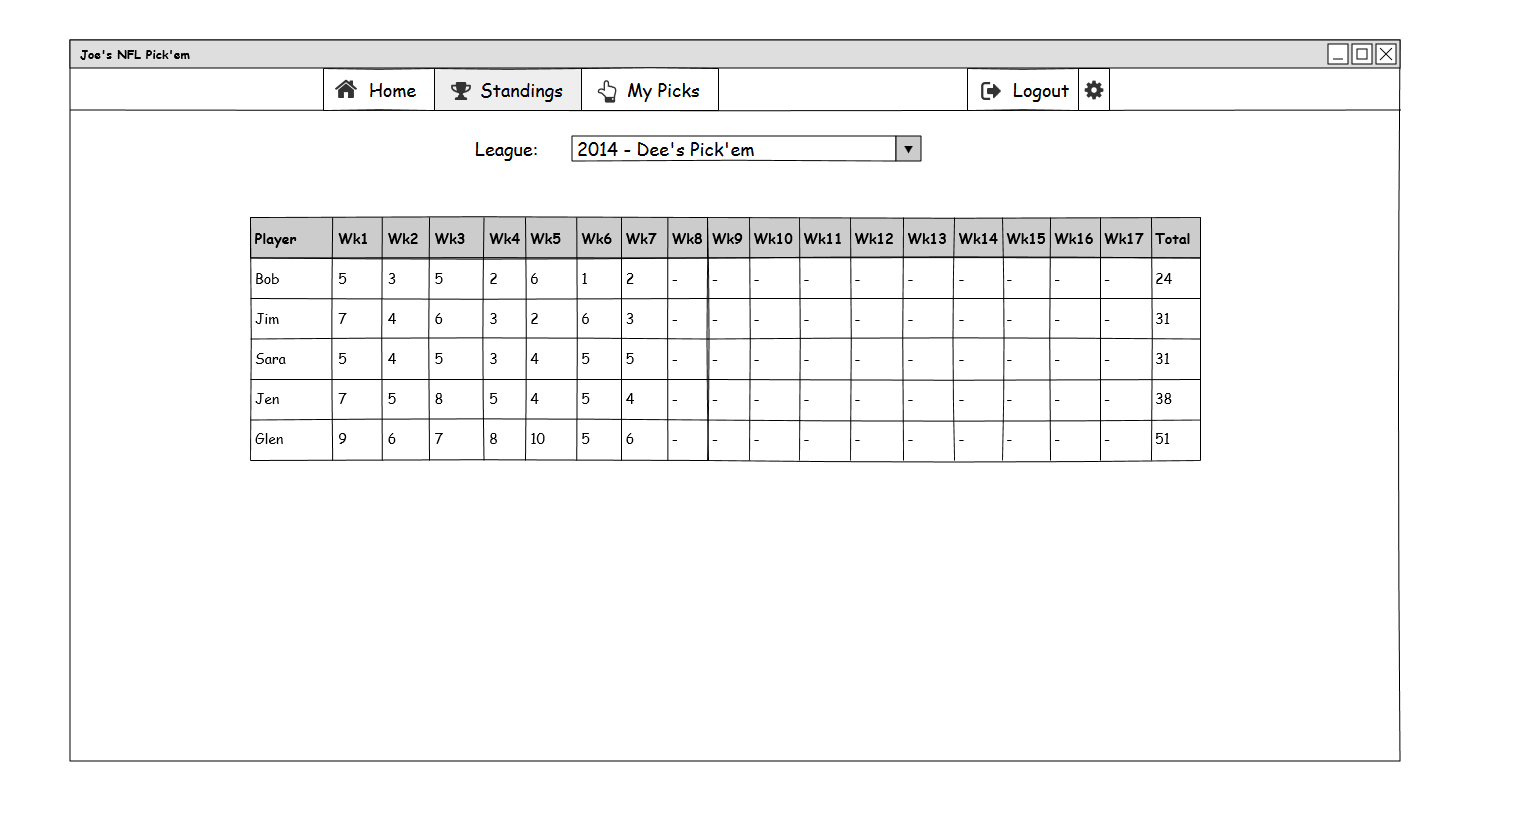 Joe's NFL Pick'em
Home Standings My Picks Logout
League: 2014 - Dee's Pick'em
Player Wk1 Wk2 Wk3 Wk4 Wk5 Wk6 Wk7 Wk8 Wk9 Wk10 Wk11 Wk12 Wk13 Wk14 Wk15 Wk16 Wk17 Total
Bob 5 3 5 2 6 1 2 - - - - - - - - - - 24
Jim 7 4 6 3 2 6 3 - - - - - - - - - - 31
Sara 5 4 5 3 4 5 5 - - - - - - - - - - 31
Jen 7 5 8 5 4 5 4 - - - - - - - - - - 38
Glen 9 6 7 8 10 5 6 - - - - - - - - - - 51